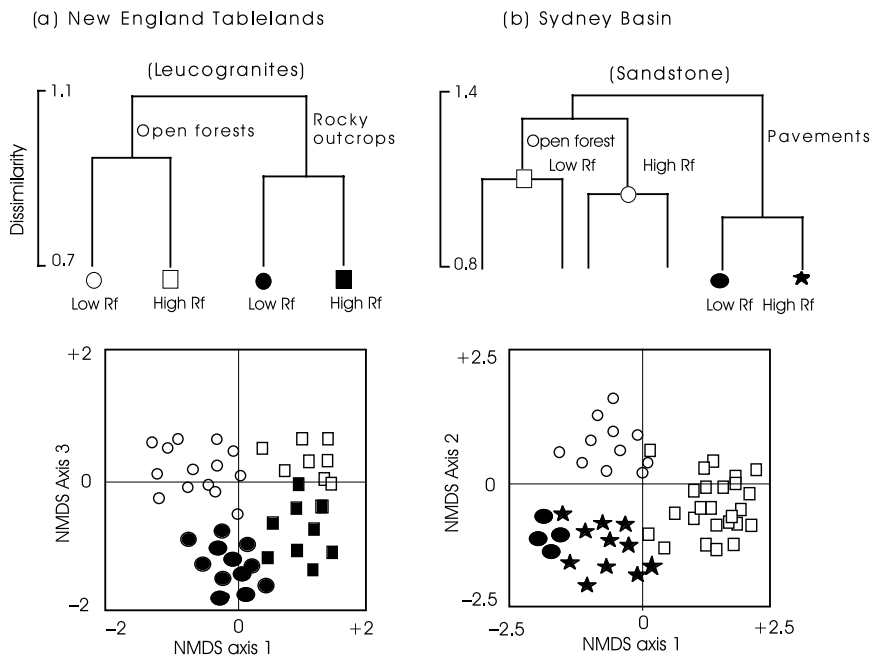 (a) New England Tablelands
(Leucogranites)
1.1
Open forests
Rocky
outcrops
Dissimilarity
0.7
Low Rf
High Rf
Low Rf
High Rf
+2
0
−2
NMDS Axis 3
−2
0
+2
NMDS axis 1
(b) Sydney Basin
(Sandstone)
1.4
Open forest
Pavements
Low Rf
High Rf
0.8
Low Rf
High Rf
+2.5
0
−2.5
NMDS Axis 2
−2.5
0
+2.5
NMDS axis 1